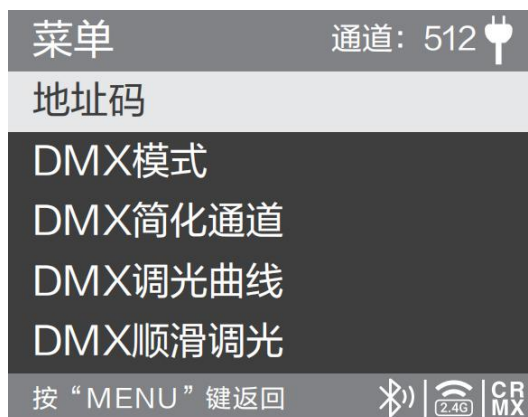 菜单 通道：512
地址码
DMX模式
DMX简化通道
DMX调光曲线
DMX顺滑调光
按“MENU”键返回 2.4G CR
MX